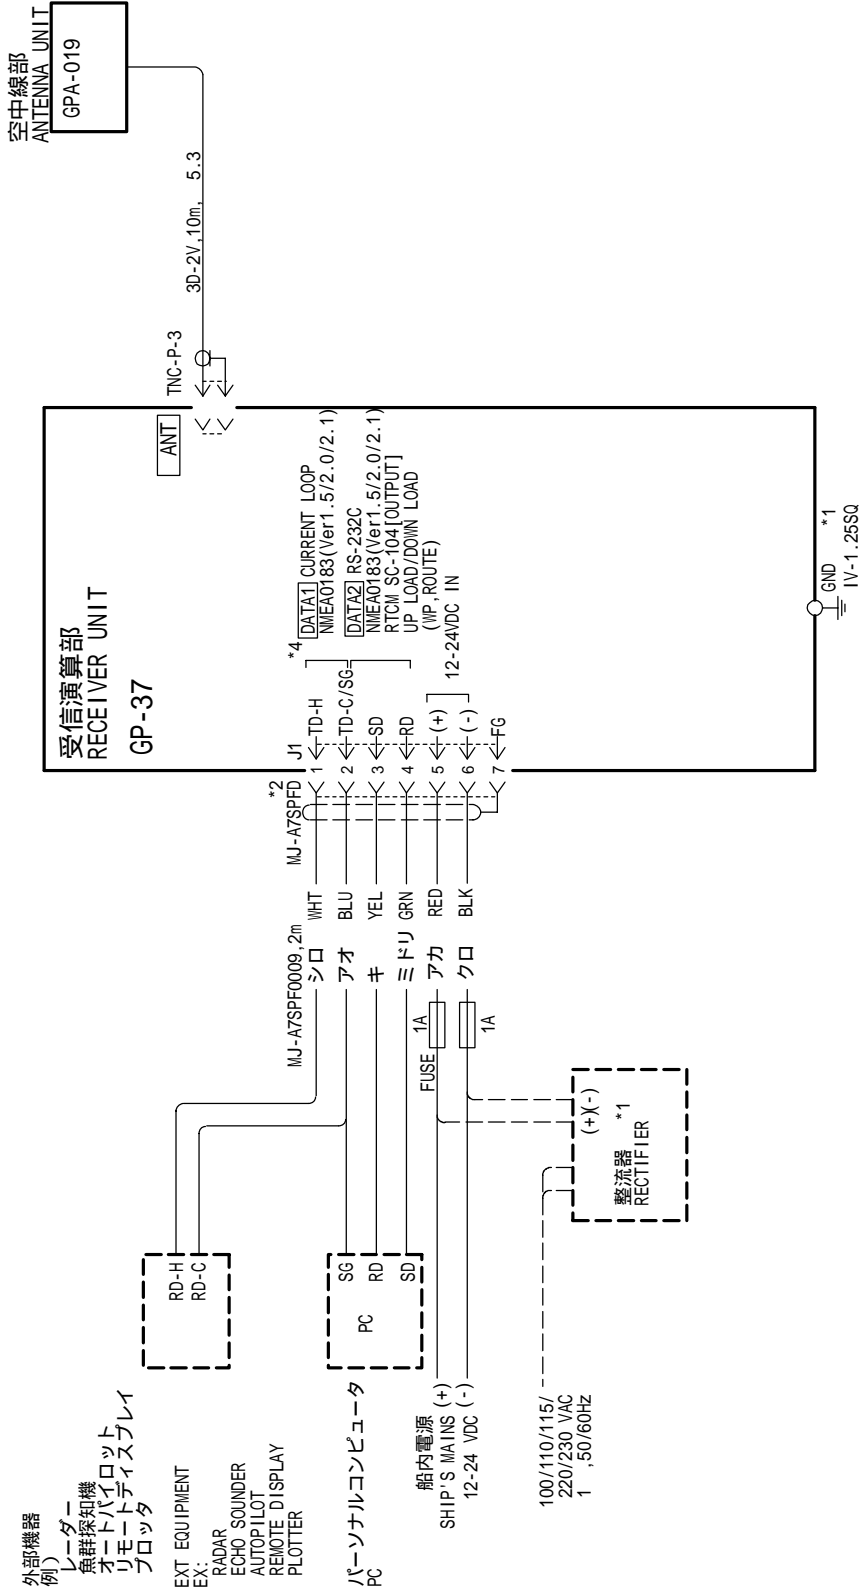 空中線部
ANTENNA UNIT
GPA-019
3D-2V,10m, 5.3
TNC-P-3
ANT
受信演算部
RECEIVER UNIT
GP-37
*4
DATA1 CURRENT LOOP
NMEA0183(Ver1.5/2.0/2.1)
DATA2 RS-232C
NMEA0183(Ver1.5/2.0/2.1)
RTCM SC-104[OUTPUT]
UP LOAD/DOWN LOAD
(WP,ROUTE)
12-24VDC IN
*2
MJ-A7SPFD
J1
1 TD-H
2 TD-C/SG
3 SD
4 RD
5 (+)
6 (-)
7 FG
GND *1
IV-1.25SQ
MJ-A7SPF0009,2m
シロ WHT
アオ BLU
キ YEL
ミドリ GRN
アカ RED
クロ BLK
FUSE 1A
1A
RD-H
RD-C
SG
RD
SD
PC
(+)(-)
整流器 *1
RECTIFIER
外部機器
例)
レーダー
魚群探知機
オートパイロット
リモートディスプレイ
プロッタ
EXT EQUIPMENT
EX:
RADAR
ECHO SOUNDER
AUTOPILOT
REMOTE DISPLAY
PLOTTER
パーソナルコンピュータ
PC
船内電源
SHIP'S MAINS (+)
12-24 VDC (-)
100/110/115/
220/230 VAC
1 ,50/60Hz